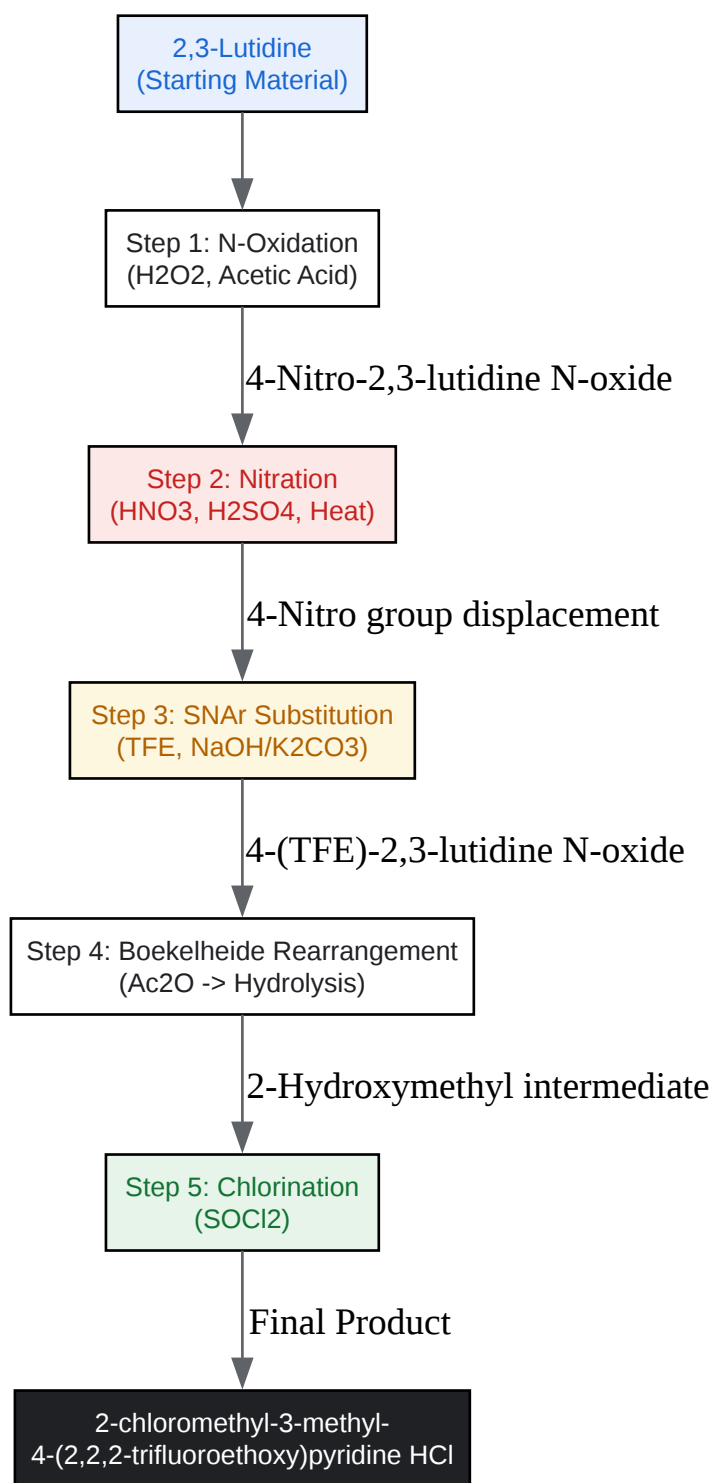 2,3-Lutidine
(Starting Material)
Step 1: N-Oxidation
(H2O2, Acetic Acid)
4-Nitro-2,3-lutidine N-oxide
Step 2: Nitration
(HNO3, H2SO4, Heat)
4-Nitro group displacement
Step 3: SNAr Substitution
(TFE, NaOH/K2CO3)
4-(TFE)-2,3-lutidine N-oxide
Step 4: Boekelheide Rearrangement
(Ac2O -> Hydrolysis)
2-Hydroxymethyl intermediate
Step 5: Chlorination
(SOCl2)
Final Product
2-chloromethyl-3-methyl-
4-(2,2,2-trifluoroethoxy)pyridine HCl